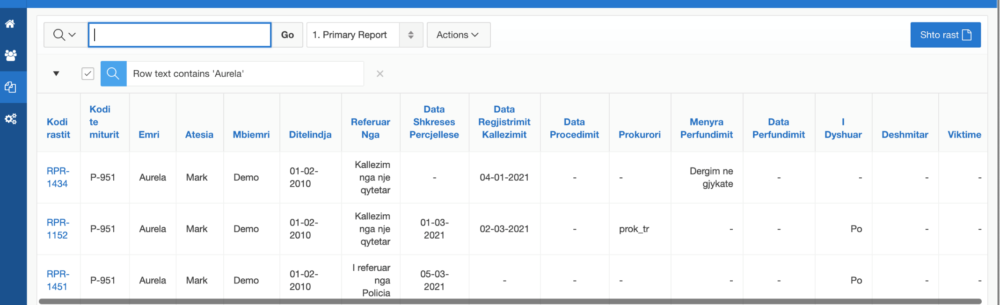 Go
1. Primary Report
Actions
Shto rast
Row text contains 'Aurela'
Kodi rastit
Kodi te miturit
Emri
Atesia
Mbiemri
Ditelindja
Referuar Nga
Data Shkreses Percjellese
Data Regjistrimit Kallezimit
Data Procedimit
Prokurori
Menyra Perfundimit
Data Perfundimit
I Dyshuar
Deshmitar
Viktime
RPR-1434 P-951 Aurela Mark Demo 01-02-2010 Kallezim nga nje qytetar - 04-01-2021 - - Dergim ne gjykate - - - -
RPR-1152 P-951 Aurela Mark Demo 01-02-2010 Kallezim nga nje qytetar 01-03-2021 02-03-2021 - prok_tr - - Po - -
RPR-1451 P-951 Aurela Mark Demo 01-02-2010 I referuar nga Policia 05-03-2021 - - - - - Po - -